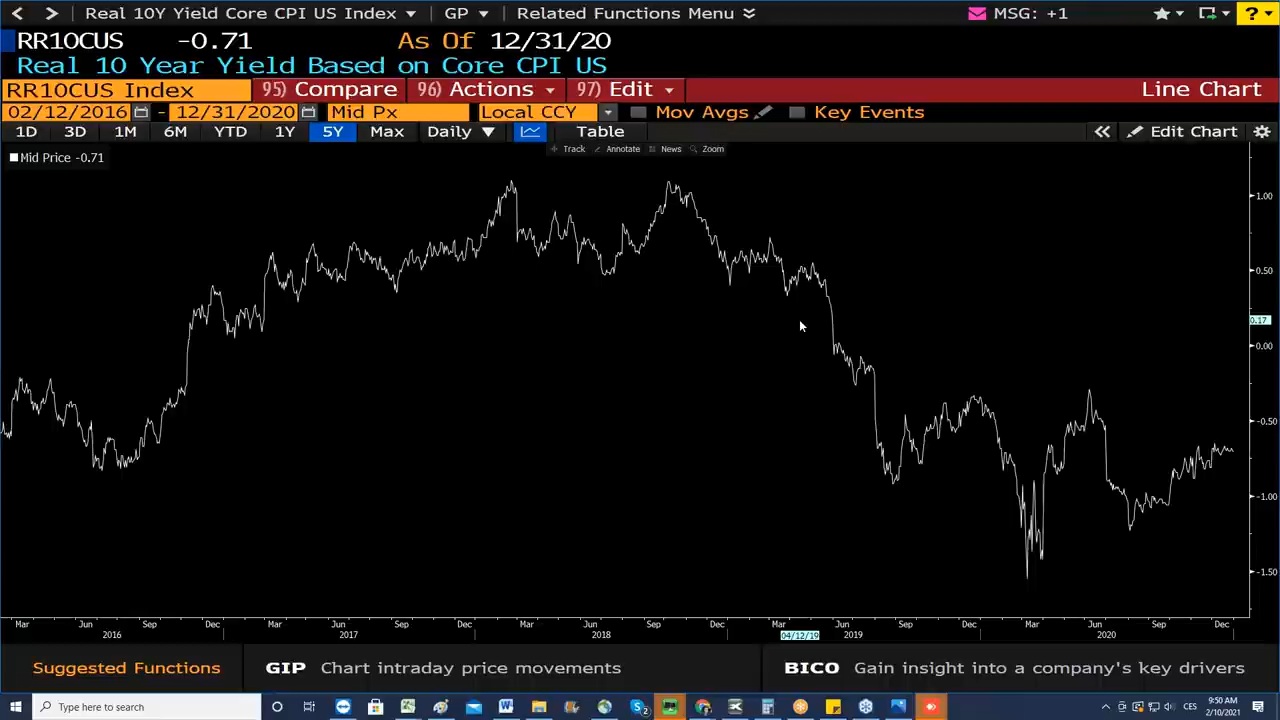 Real 10Y Yield Core CPI US Index GP Related Functions Menu MSG: +1 ?
RR10CUS -0.71 As Of 12/31/20
Real 10 Year Yield Based on Core CPI US
RR10CUS Index 95) Compare 96) Actions 97) Edit Line Chart
02/12/2016 - 12/31/2020 Mid Px Local CCY Mov Avgs Key Events
1D 3D 1M 6M YTD 1Y 5Y Max Daily Table Edit Chart
Track Annotate News Zoom
Mid Price -0.71
1.00
0.50
0.17
0.00
-0.50
-1.00
-1.50
Mar Jun Sep Dec Mar Jun Sep Dec Mar Jun Sep Dec Mar Jun Sep Dec Mar Jun Sep Dec
2016 2017 2018 04/12/19 2019 2020
Suggested Functions GIP Chart intraday price movements BICO Gain insight into a company's key drivers
Type here to search CES 9:50 AM
2/10/2021